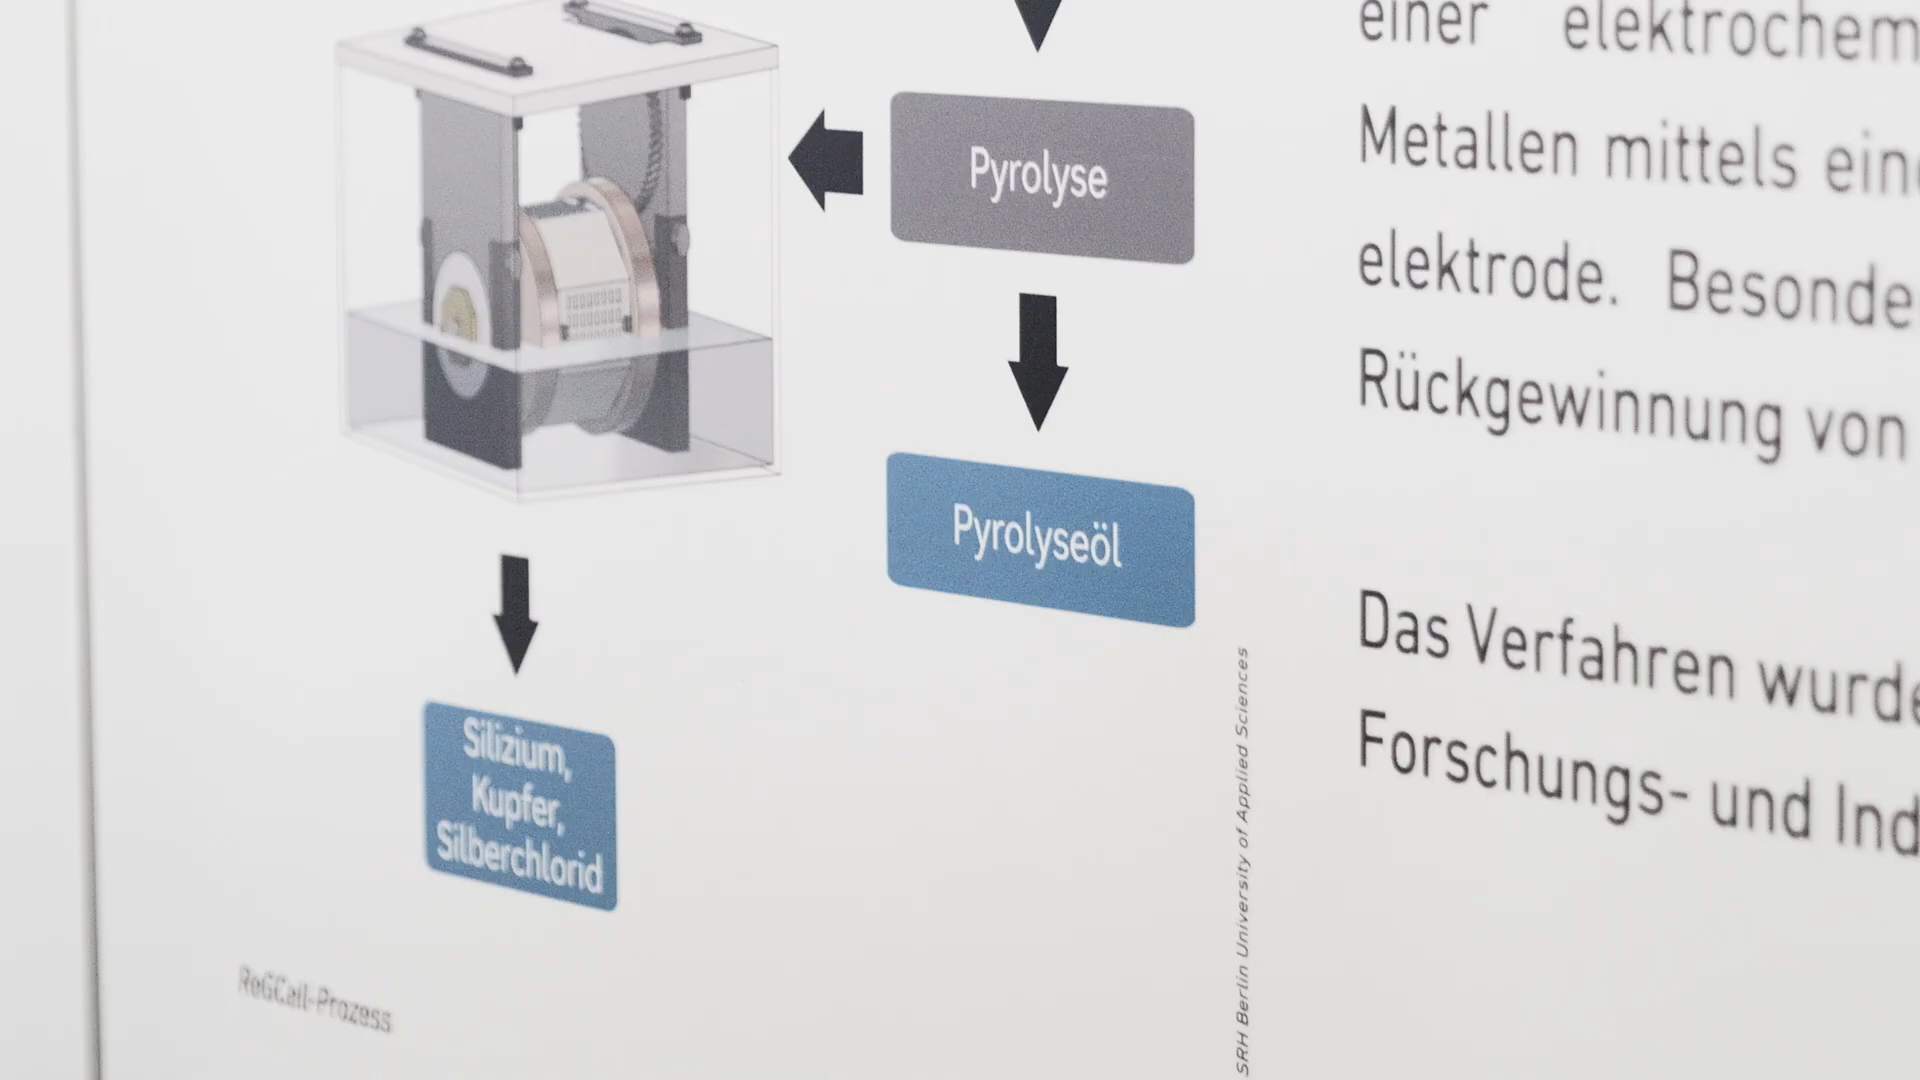 Pyrolyse
Pyrolyseöl
Silizium,
Kupfer,
Silberchlorid
ReGCell-Prozess
SRH Berlin University of Applied Sciences
einer elektrochem
Metallen mittels ein
elektrode. Besonde
Rückgewinnung von
Das Verfahren wurde
Forschungs- und Ind